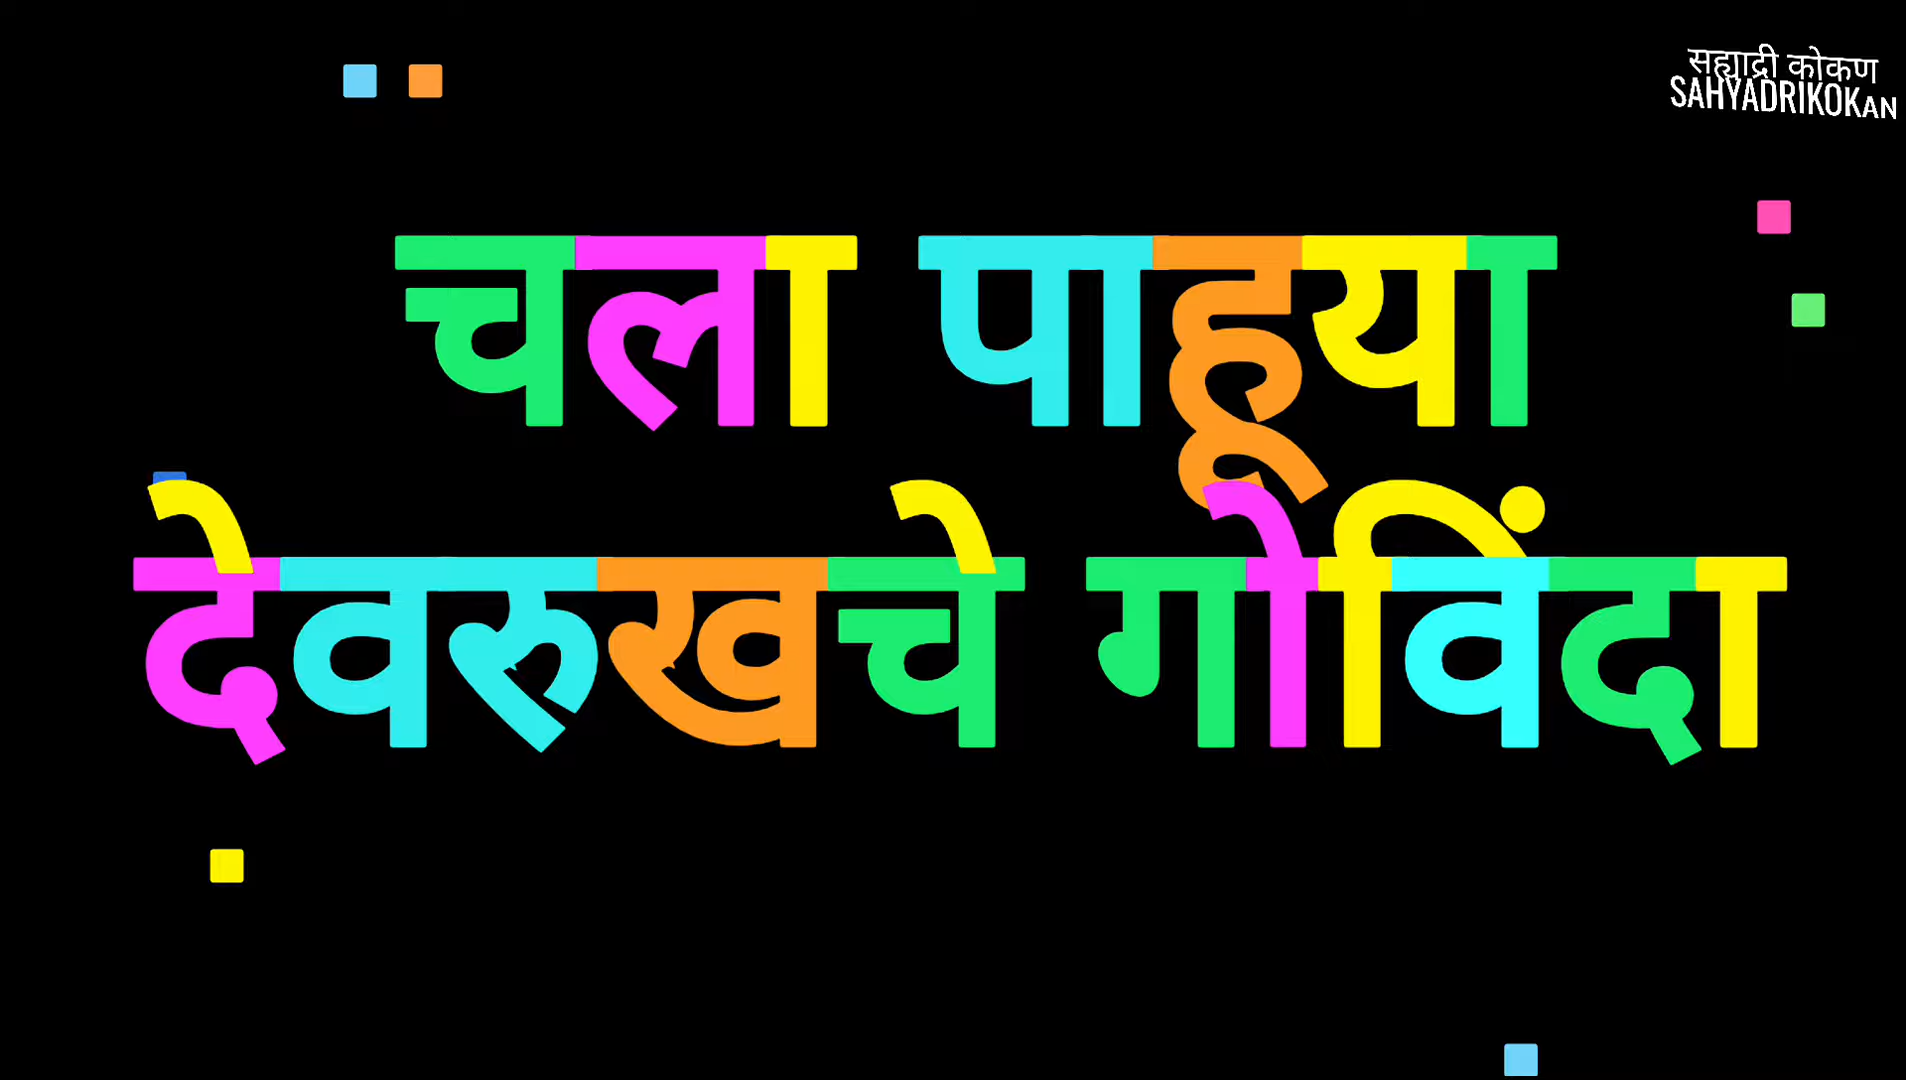 सह्याद्री कोकण
SAHYADRIKOKAN
चला पाहूया
देवरुखचे गोविंदा